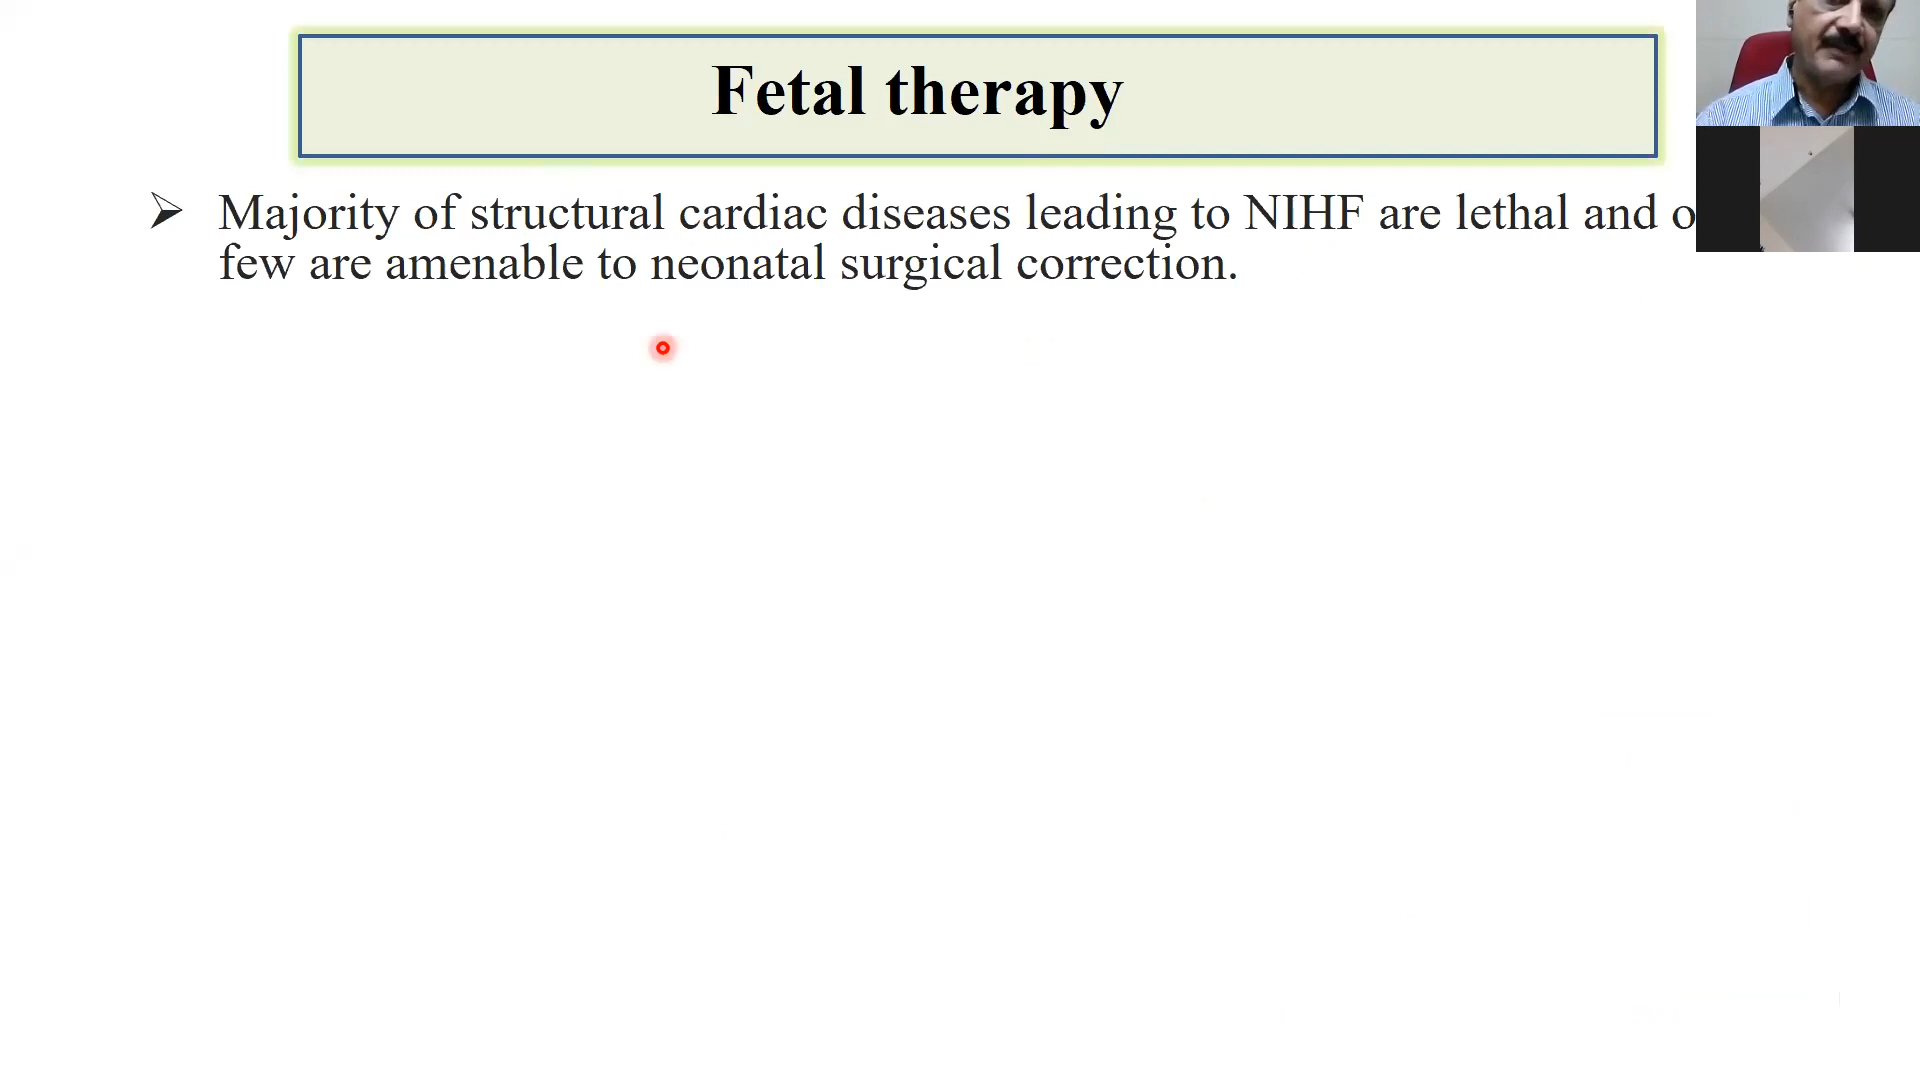 Fetal therapy
Majority of structural cardiac diseases leading to NIHF are lethal and
few are amenable to neonatal surgical correction.